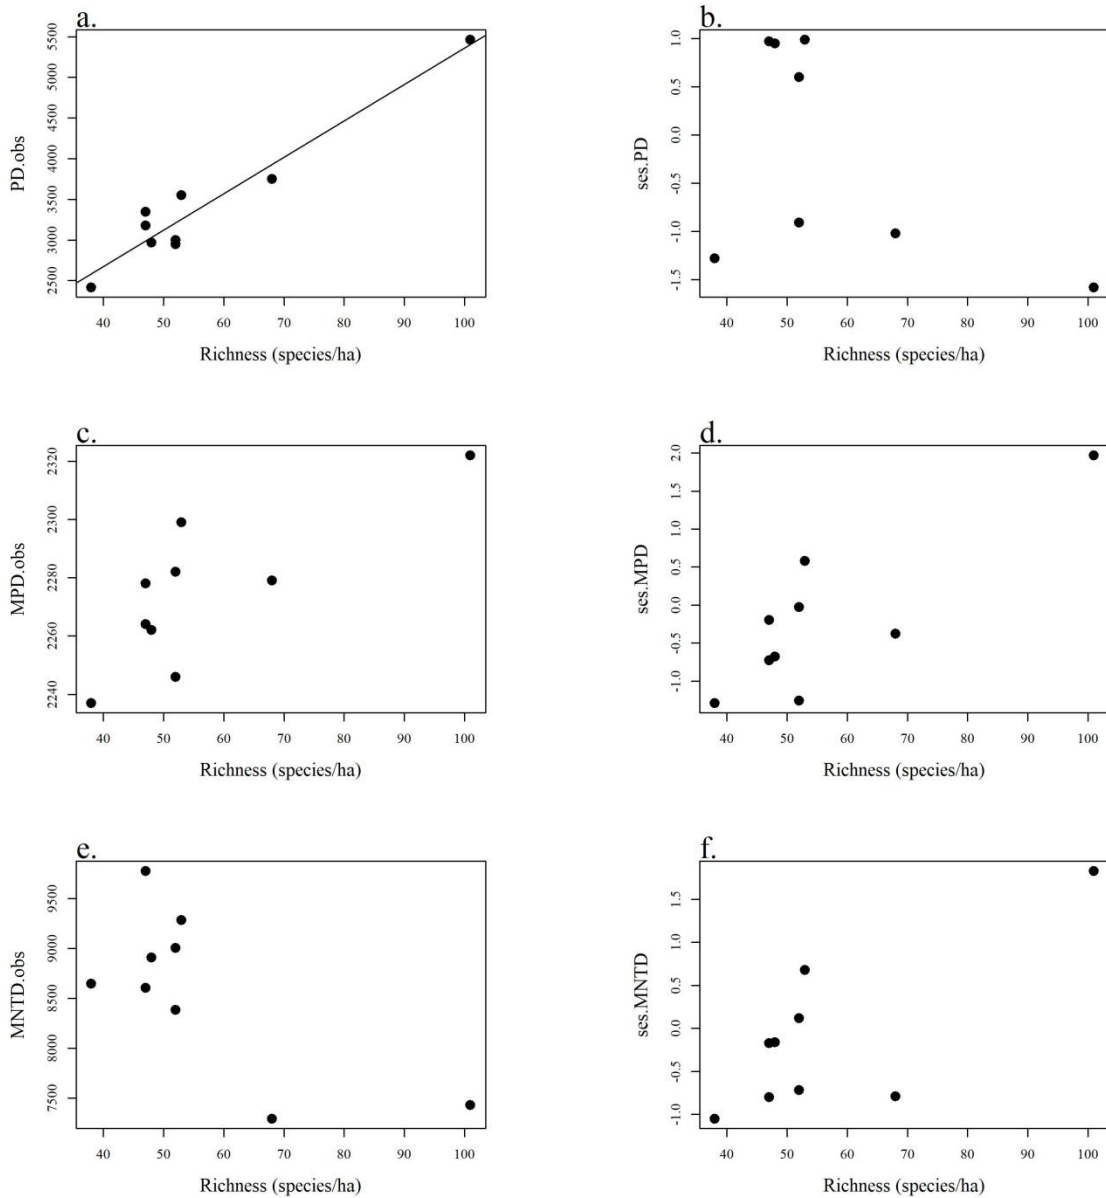 a.
PD.obs
5500
5000
4500
4000
3500
3000
2500
40 50 60 70 80 90 100
Richness (species/ha)
b.
ses.PD
1.0
0.5
0.0
-0.5
-1.0
-1.5
40 50 60 70 80 90 100
Richness (species/ha)
c.
MPD.obs
2320
2300
2280
2260
2240
40 50 60 70 80 90 100
Richness (species/ha)
d.
ses.MPD
2.0
1.5
1.0
0.5
0.0
-0.5
-1.0
40 50 60 70 80 90 100
Richness (species/ha)
e.
MNTD.obs
9500
9000
8500
8000
7500
40 50 60 70 80 90 100
Richness (species/ha)
f.
ses.MNTD
1.5
1.0
0.5
0.0
-0.5
-1.0
40 50 60 70 80 90 100
Richness (species/ha)